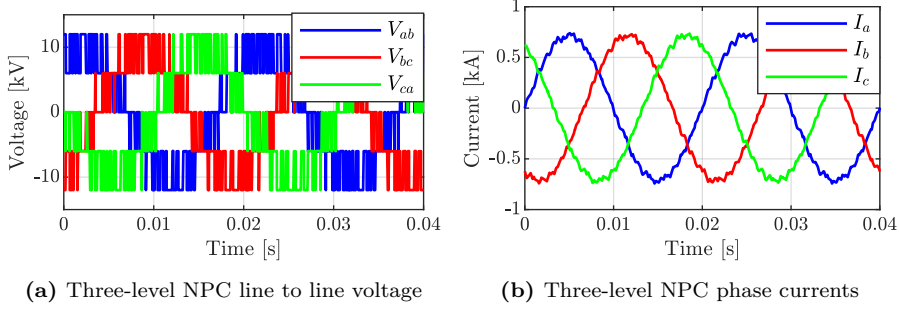 10
0
-10
Voltage [kV]
0
0.01
0.02
0.03
0.04
Time [s]
V_ab
V_bc
V_ca
(a) Three-level NPC line to line voltage
1
0.5
0
-0.5
-1
Current [kA]
0
0.01
0.02
0.03
0.04
Time [s]
I_a
I_b
I_c
(b) Three-level NPC phase currents